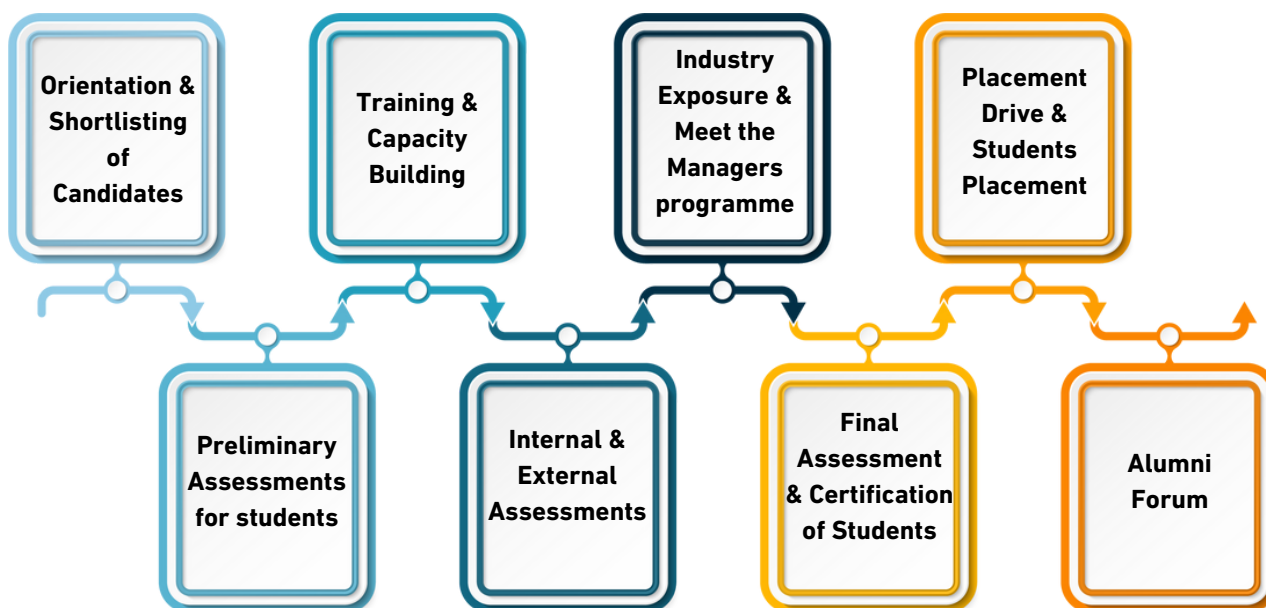 Orientation &
Shortlisting
of
Candidates
Preliminary
Assessments
for students
Training &
Capacity
Building
Internal &
External
Assessments
Industry
Exposure &
Meet the
Managers
programme
Final
Assessment
& Certification
of Students
Placement
Drive &
Students
Placement
Alumni
Forum